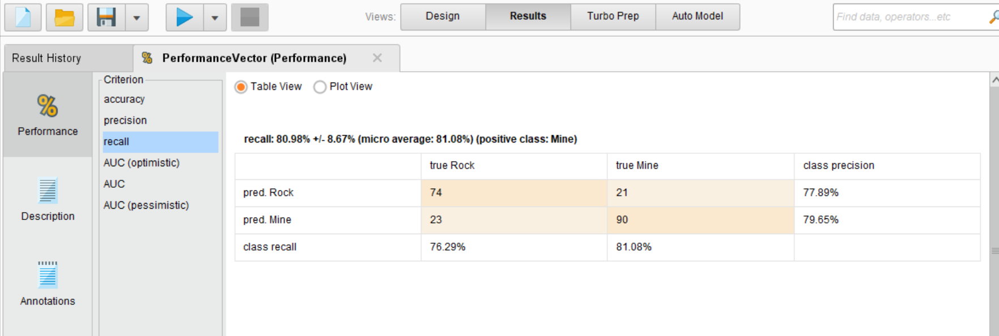 Views: Design Results Turbo Prep Auto Model Find data, operators...etc
Result History % PerformanceVector (Performance)
% Performance
Description
Annotations
Criterion
accuracy
precision
recall
AUC (optimistic)
AUC
AUC (pessimistic)
Table View Plot View
recall: 80.98% +/- 8.67% (micro average: 81.08%) (positive class: Mine)
true Rock true Mine class precision
pred. Rock 74 21 77.89%
pred. Mine 23 90 79.65%
class recall 76.29% 81.08%